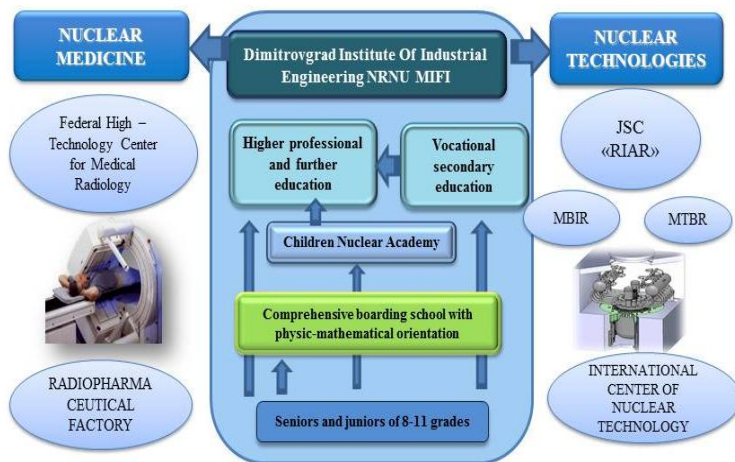 NUCLEAR
MEDICINE
Dimitrovgrad Institute Of Industrial
Engineering NRNU MIFI
NUCLEAR
TECHNOLOGIES
Federal High –
Technology Center
for Medical
Radiology
Higher professional
and further
education
Vocational
secondary
education
JSC
«RIAR»
MBIR
MTBR
Children Nuclear Academy
Comprehensive boarding school with
physic-mathematical orientation
RADIOPHARMA
CEUTICAL
FACTORY
Seniors and juniors of 8-11 grades
INTERNATIONAL
CENTER OF
NUCLEAR
TECHNOLOGY